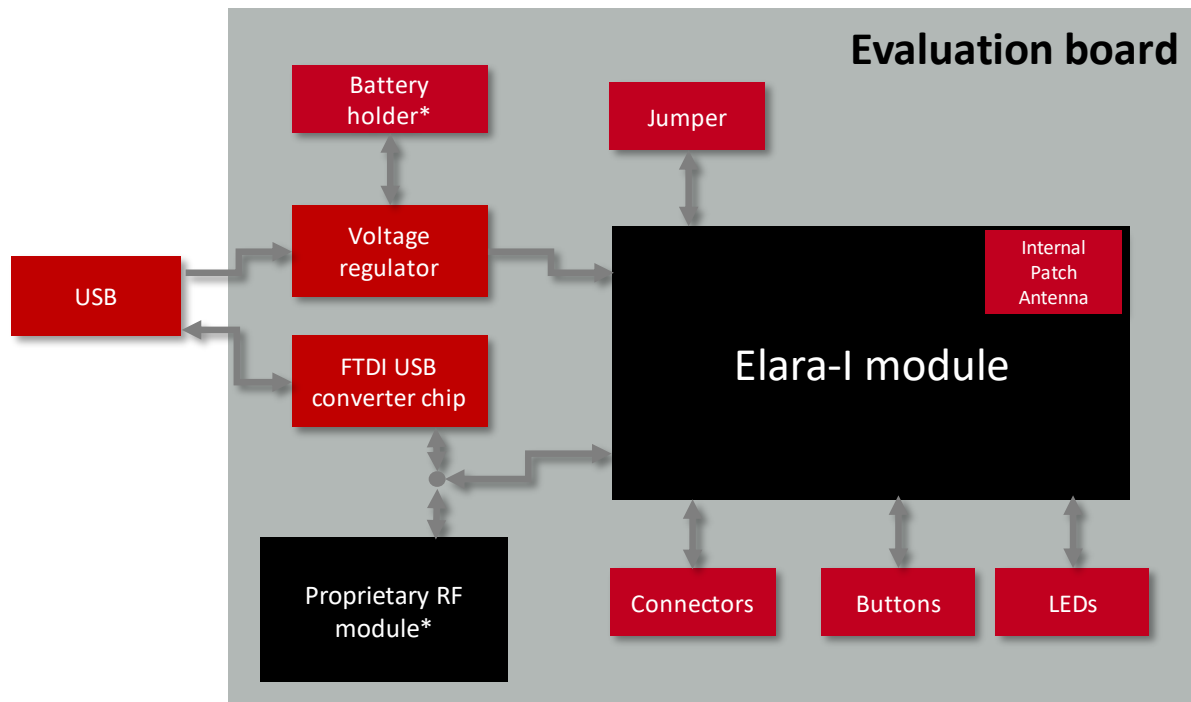 Evaluation board
Battery
holder*
Jumper
Voltage
regulator
Internal
Patch
Antenna
USB
FTDI USB
converter chip
Elara-I module
Proprietary RF
module*
Connectors
Buttons
LEDs